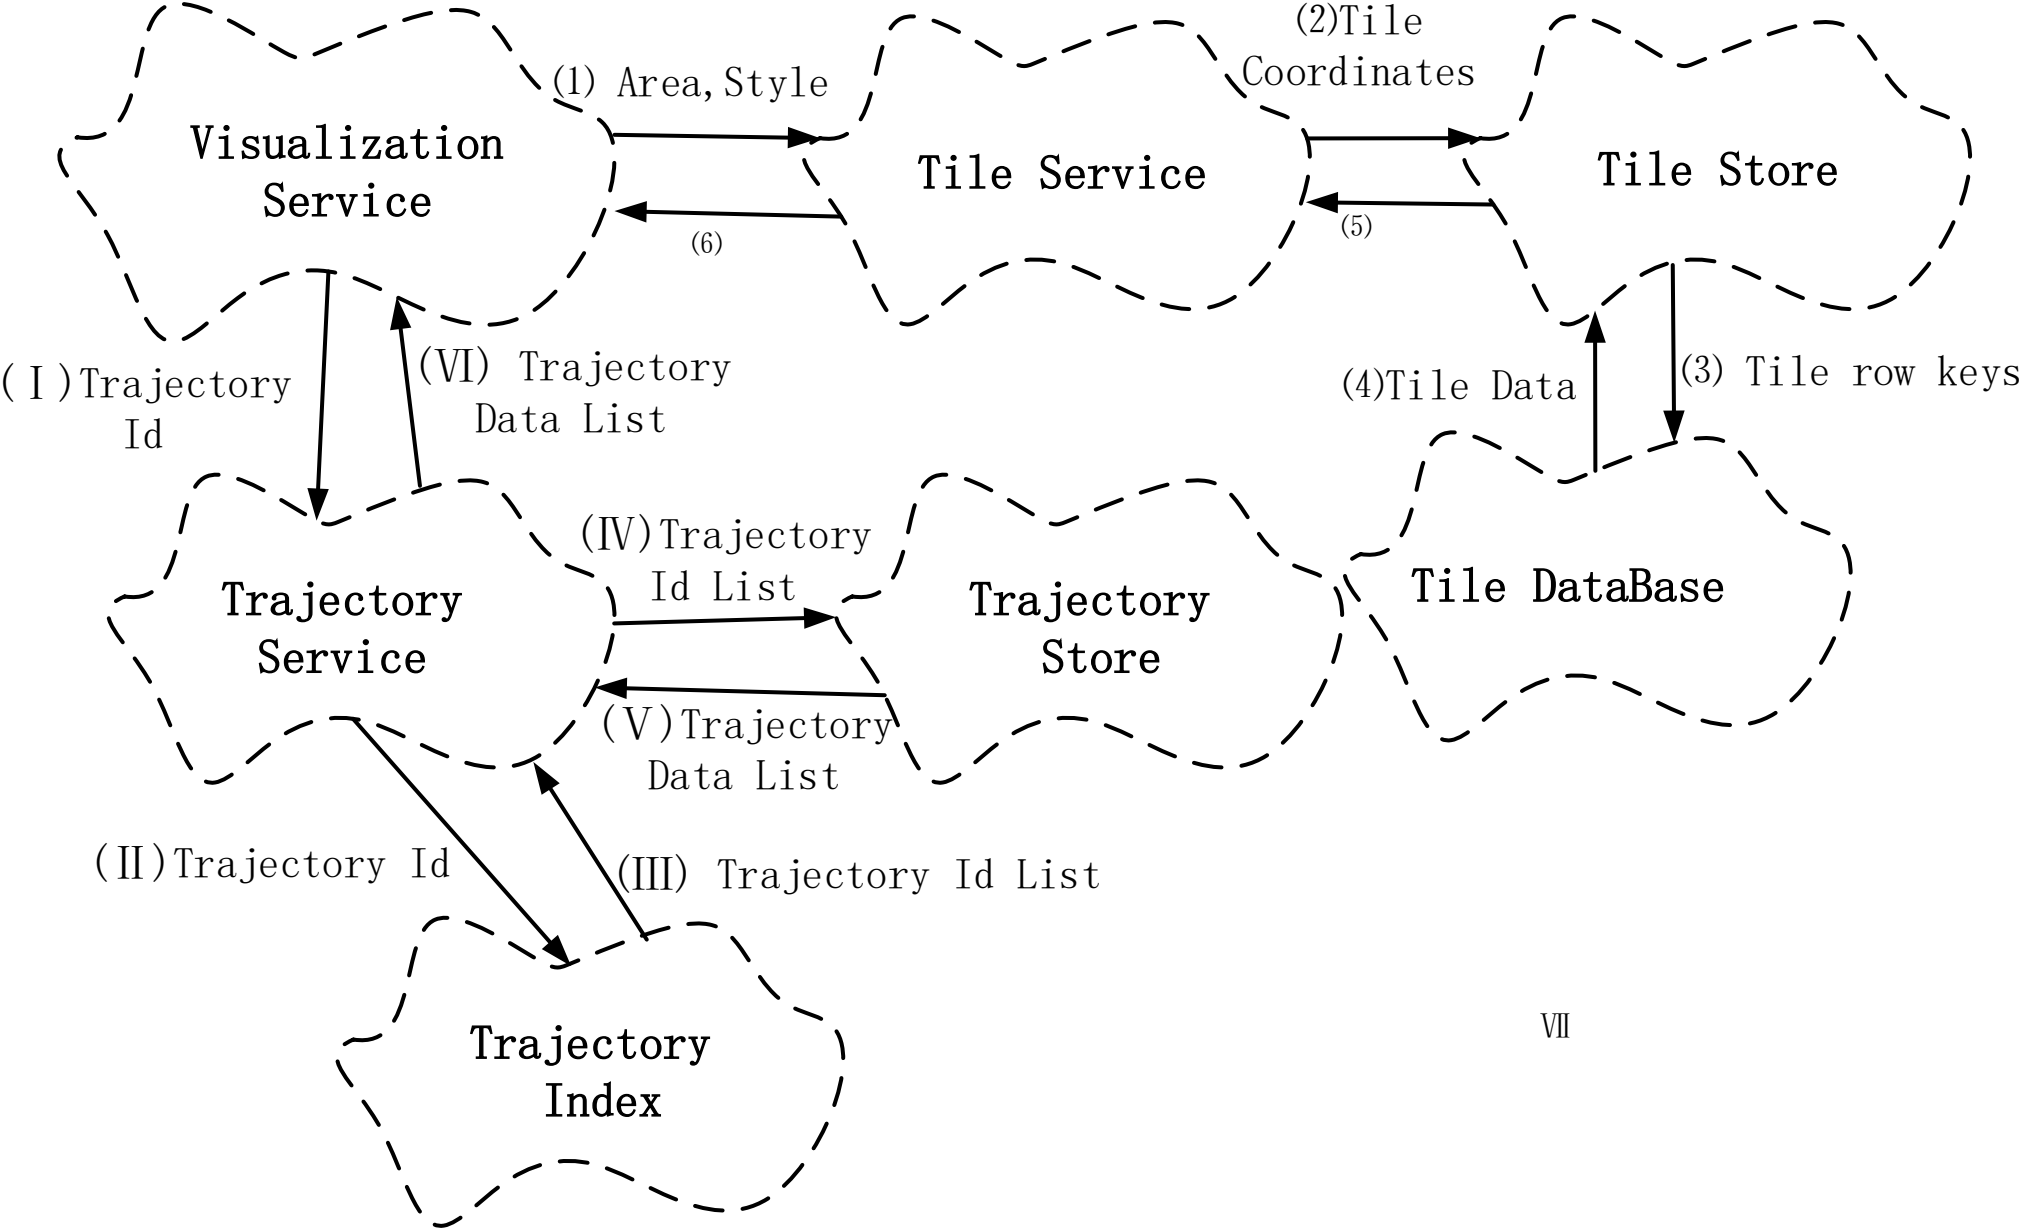 (1) Area,Style
(2)Tile
Coordinates
Visualization
Service
Tile Service
Tile Store
(6)
(5)
(Ⅰ)Trajectory
Id
(Ⅵ) Trajectory
Data List
(4)Tile Data
(3) Tile row keys
(Ⅳ)Trajectory
Id List
Trajectory
Service
Trajectory
Store
Tile DataBase
(Ⅴ)Trajectory
Data List
(Ⅱ)Trajectory Id
(Ⅲ) Trajectory Id List
Trajectory
Index
Ⅶ